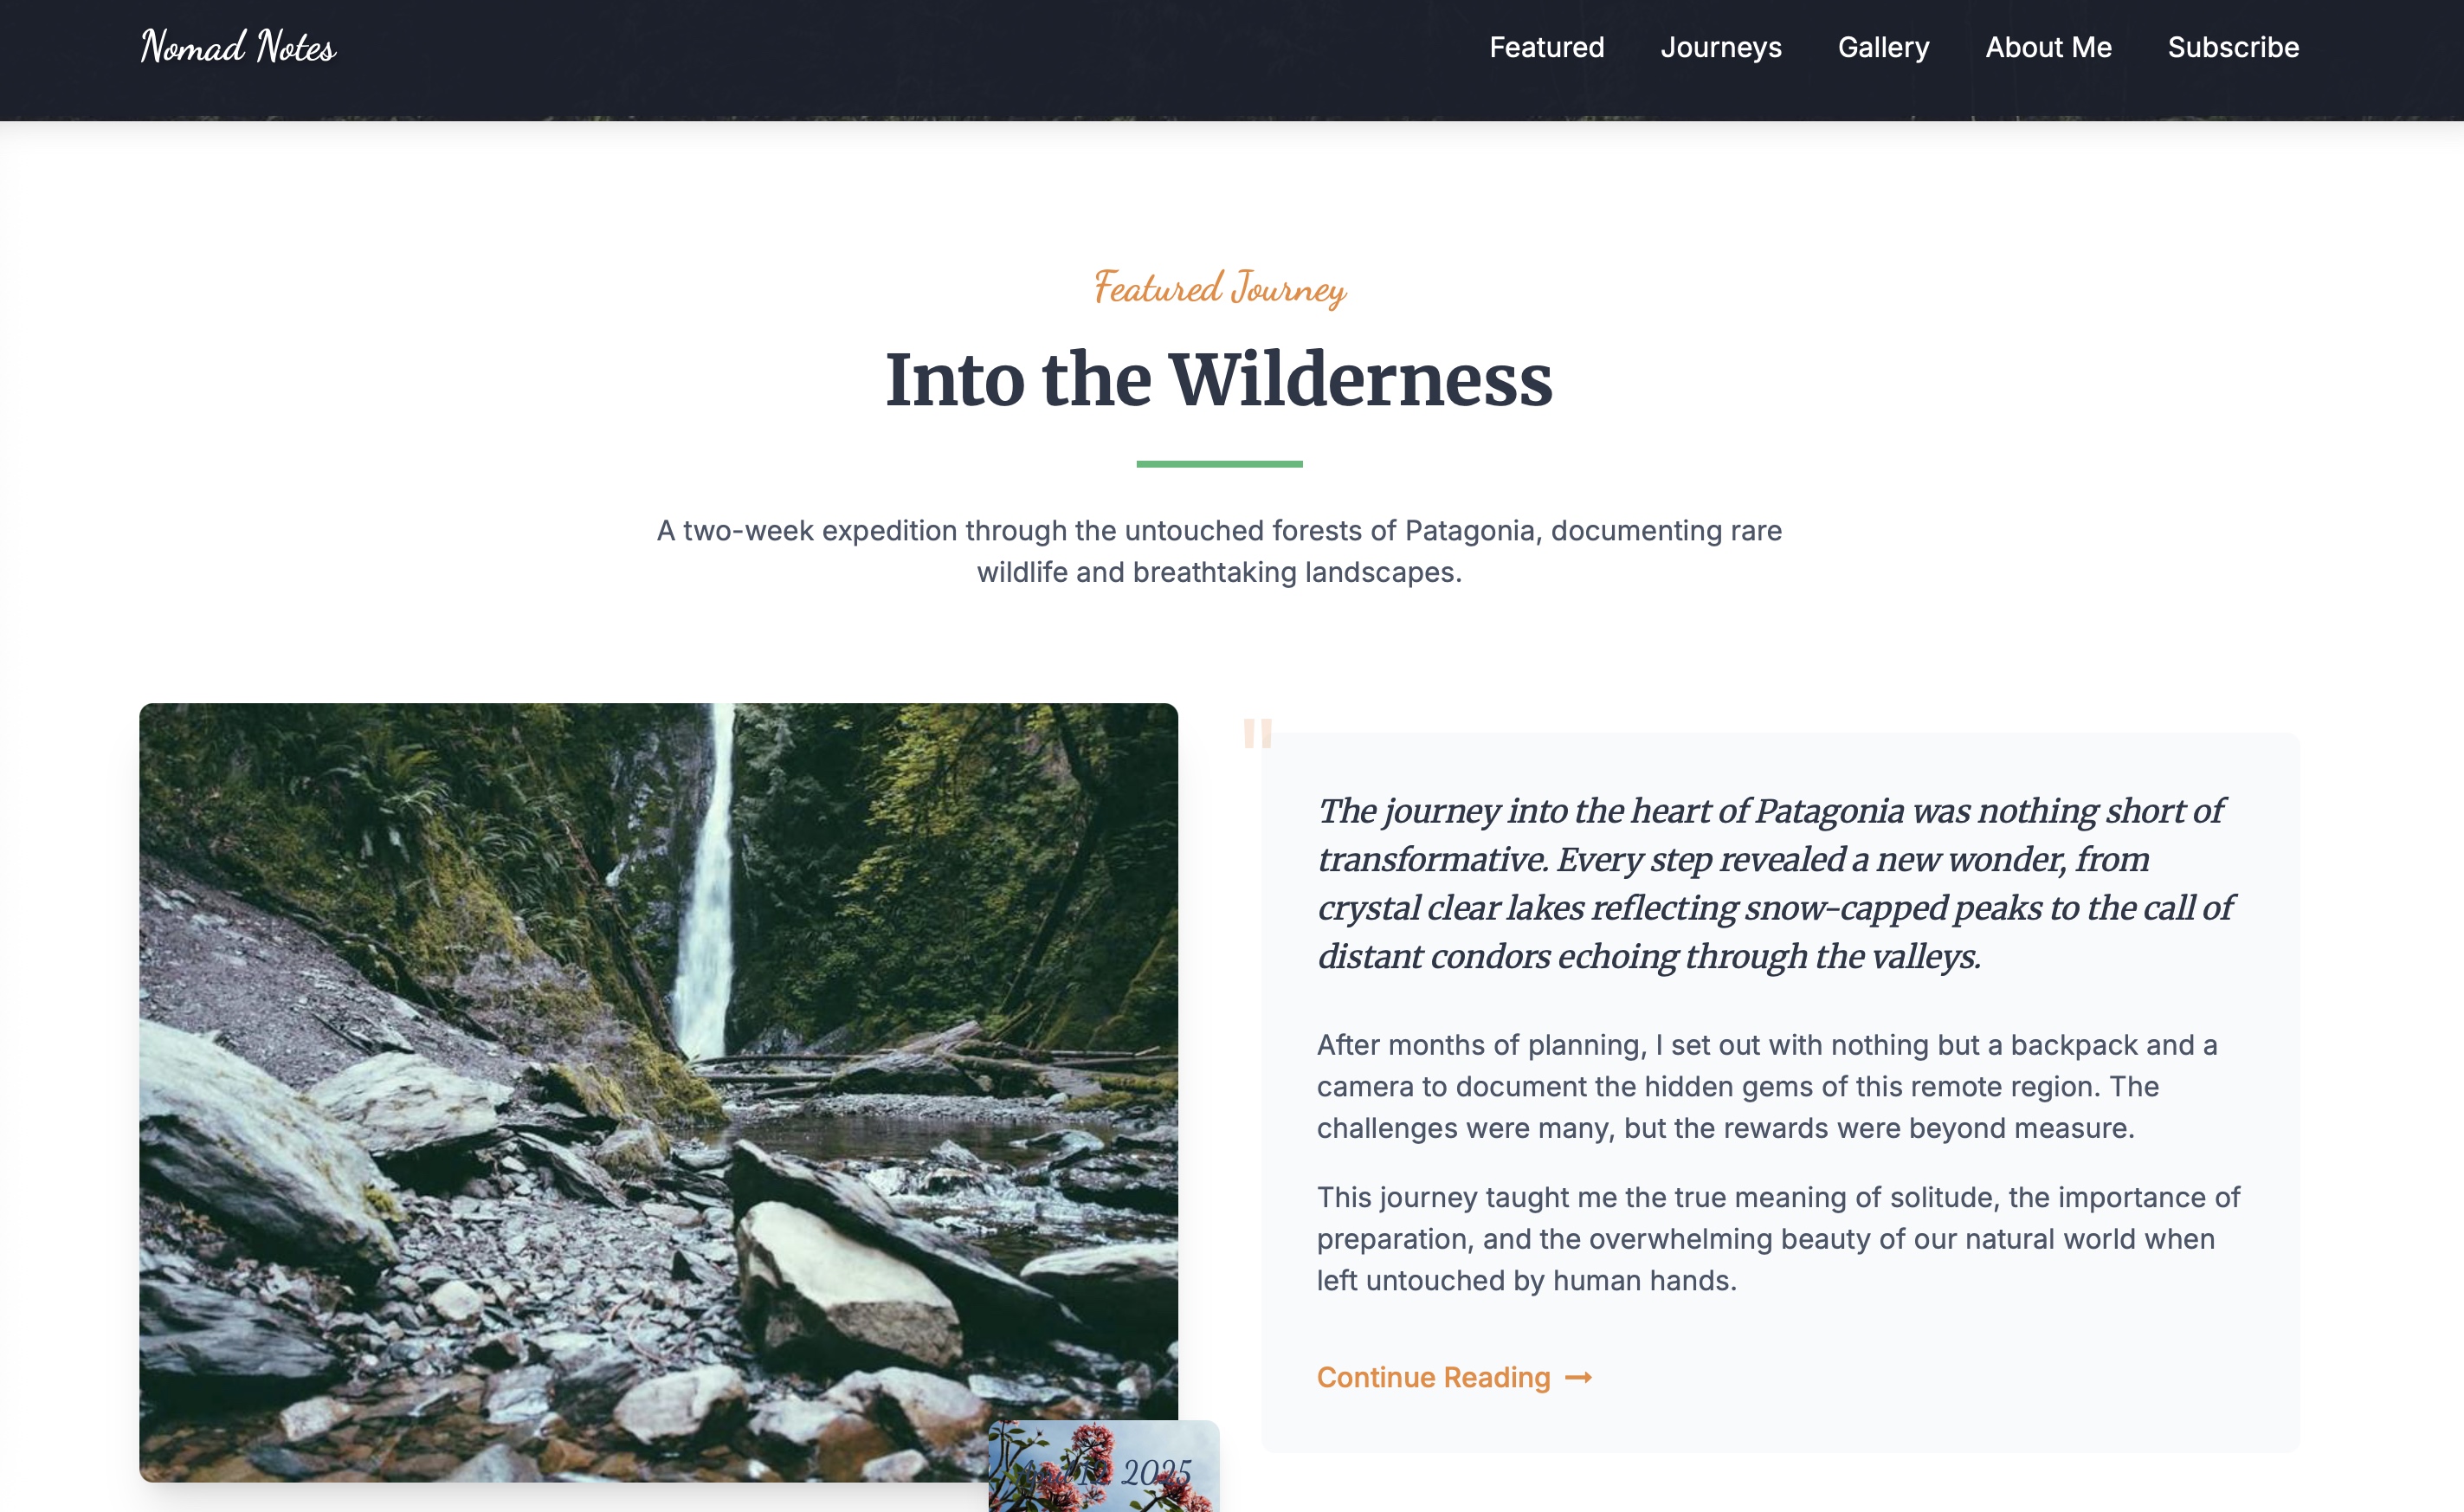 Nomad Notes
Featured Journeys Gallery About Me Subscribe
Featured Journey
Into the Wilderness
A two-week expedition through the untouched forests of Patagonia, documenting rare
wildlife and breathtaking landscapes.
"
The journey into the heart of Patagonia was nothing short of
transformative. Every step revealed a new wonder, from
crystal clear lakes reflecting snow-capped peaks to the call of
distant condors echoing through the valleys.
After months of planning, I set out with nothing but a backpack and a
camera to document the hidden gems of this remote region. The
challenges were many, but the rewards were beyond measure.
This journey taught me the true meaning of solitude, the importance of
preparation, and the overwhelming beauty of our natural world when
left untouched by human hands.
Continue Reading →
2025